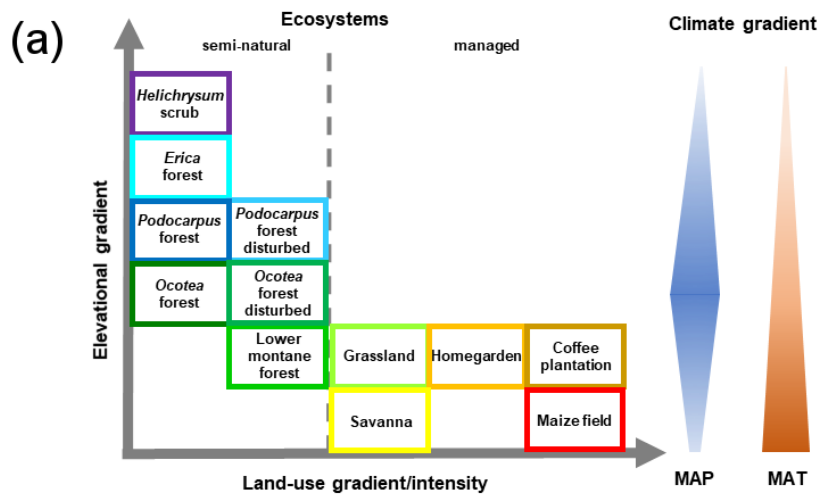 (a)
Ecosystems
semi-natural
managed
Climate gradient
Elevational gradient
Helichrysum
scrub
Erica
forest
Podocarpus
forest
Podocarpus
forest
disturbed
Ocotea
forest
Ocotea
forest
disturbed
Lower
montane
forest
Grassland
Homegarden
Coffee
plantation
Savanna
Maize field
Land-use gradient/intensity
MAP
MAT